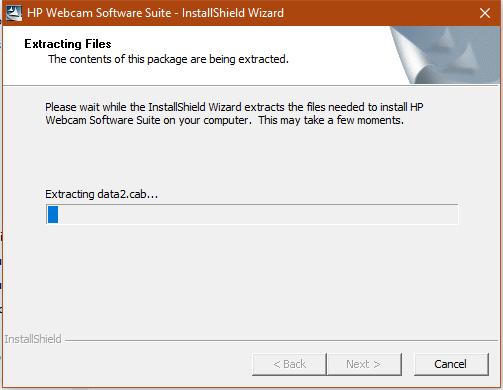 HP Webcam Software Suite - InstallShield Wizard
Extracting Files
The contents of this package are being extracted.
Please wait while the InstallShield Wizard extracts the files needed to install HP
Webcam Software Suite on your computer.  This may take a few moments.
Extracting data2.cab...
InstallShield
< Back
Next >
Cancel